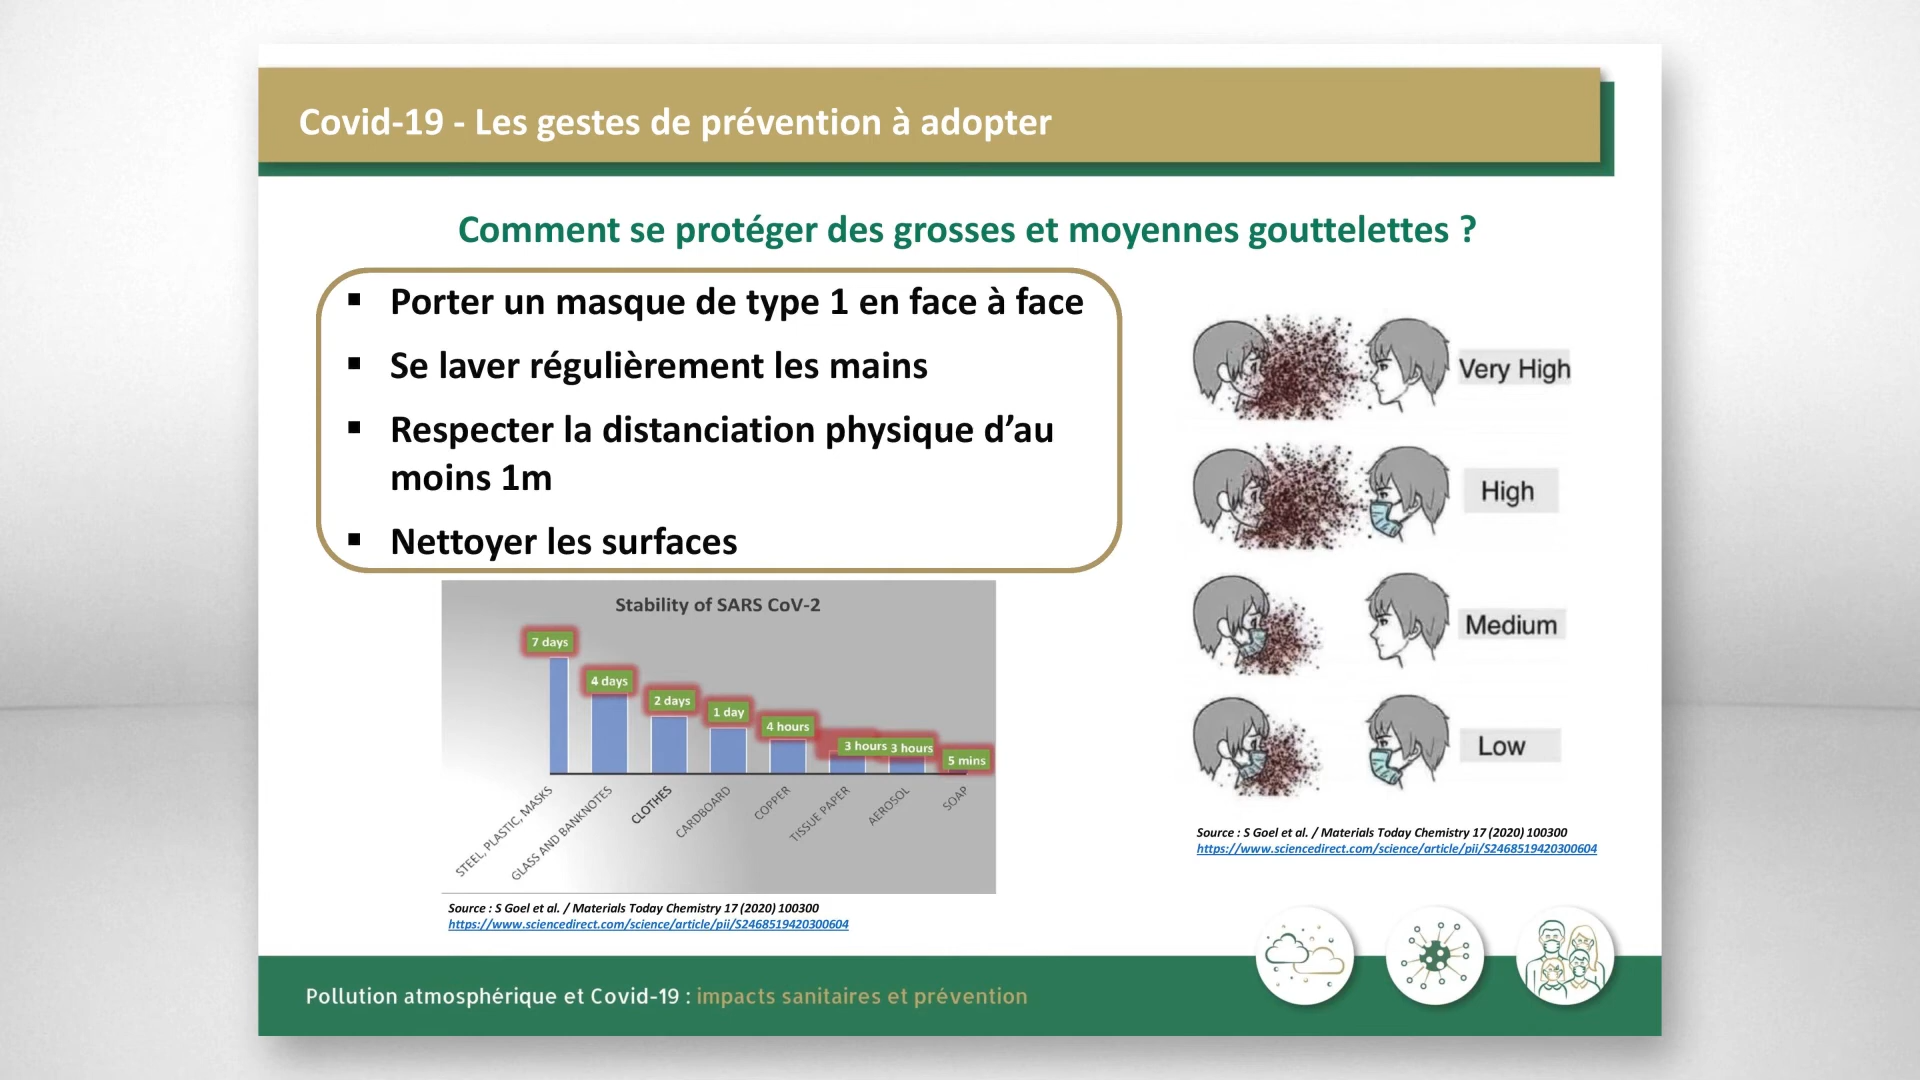 Covid-19 - Les gestes de prévention à adopter
Comment se protéger des grosses et moyennes gouttelettes ?
▪ Porter un masque de type 1 en face à face
▪ Se laver régulièrement les mains
▪ Respecter la distanciation physique d’au
moins 1m
▪ Nettoyer les surfaces
Very High
High
Medium
Low
Stability of SARS CoV-2
7 days
4 days
2 days
1 day
4 hours
3 hours
3 hours
5 mins
STEEL, PLASTIC, MASKS
GLASS AND BANKNOTES
CLOTHES
CARDBOARD
COPPER
TISSUE PAPER
AEROSOL
SOAP
Source : S Goel et al. / Materials Today Chemistry 17 (2020) 100300
https://www.sciencedirect.com/science/article/pii/S2468519420300604
Source : S Goel et al. / Materials Today Chemistry 17 (2020) 100300
https://www.sciencedirect.com/science/article/pii/S2468519420300604
Pollution atmosphérique et Covid-19 : impacts sanitaires et prévention